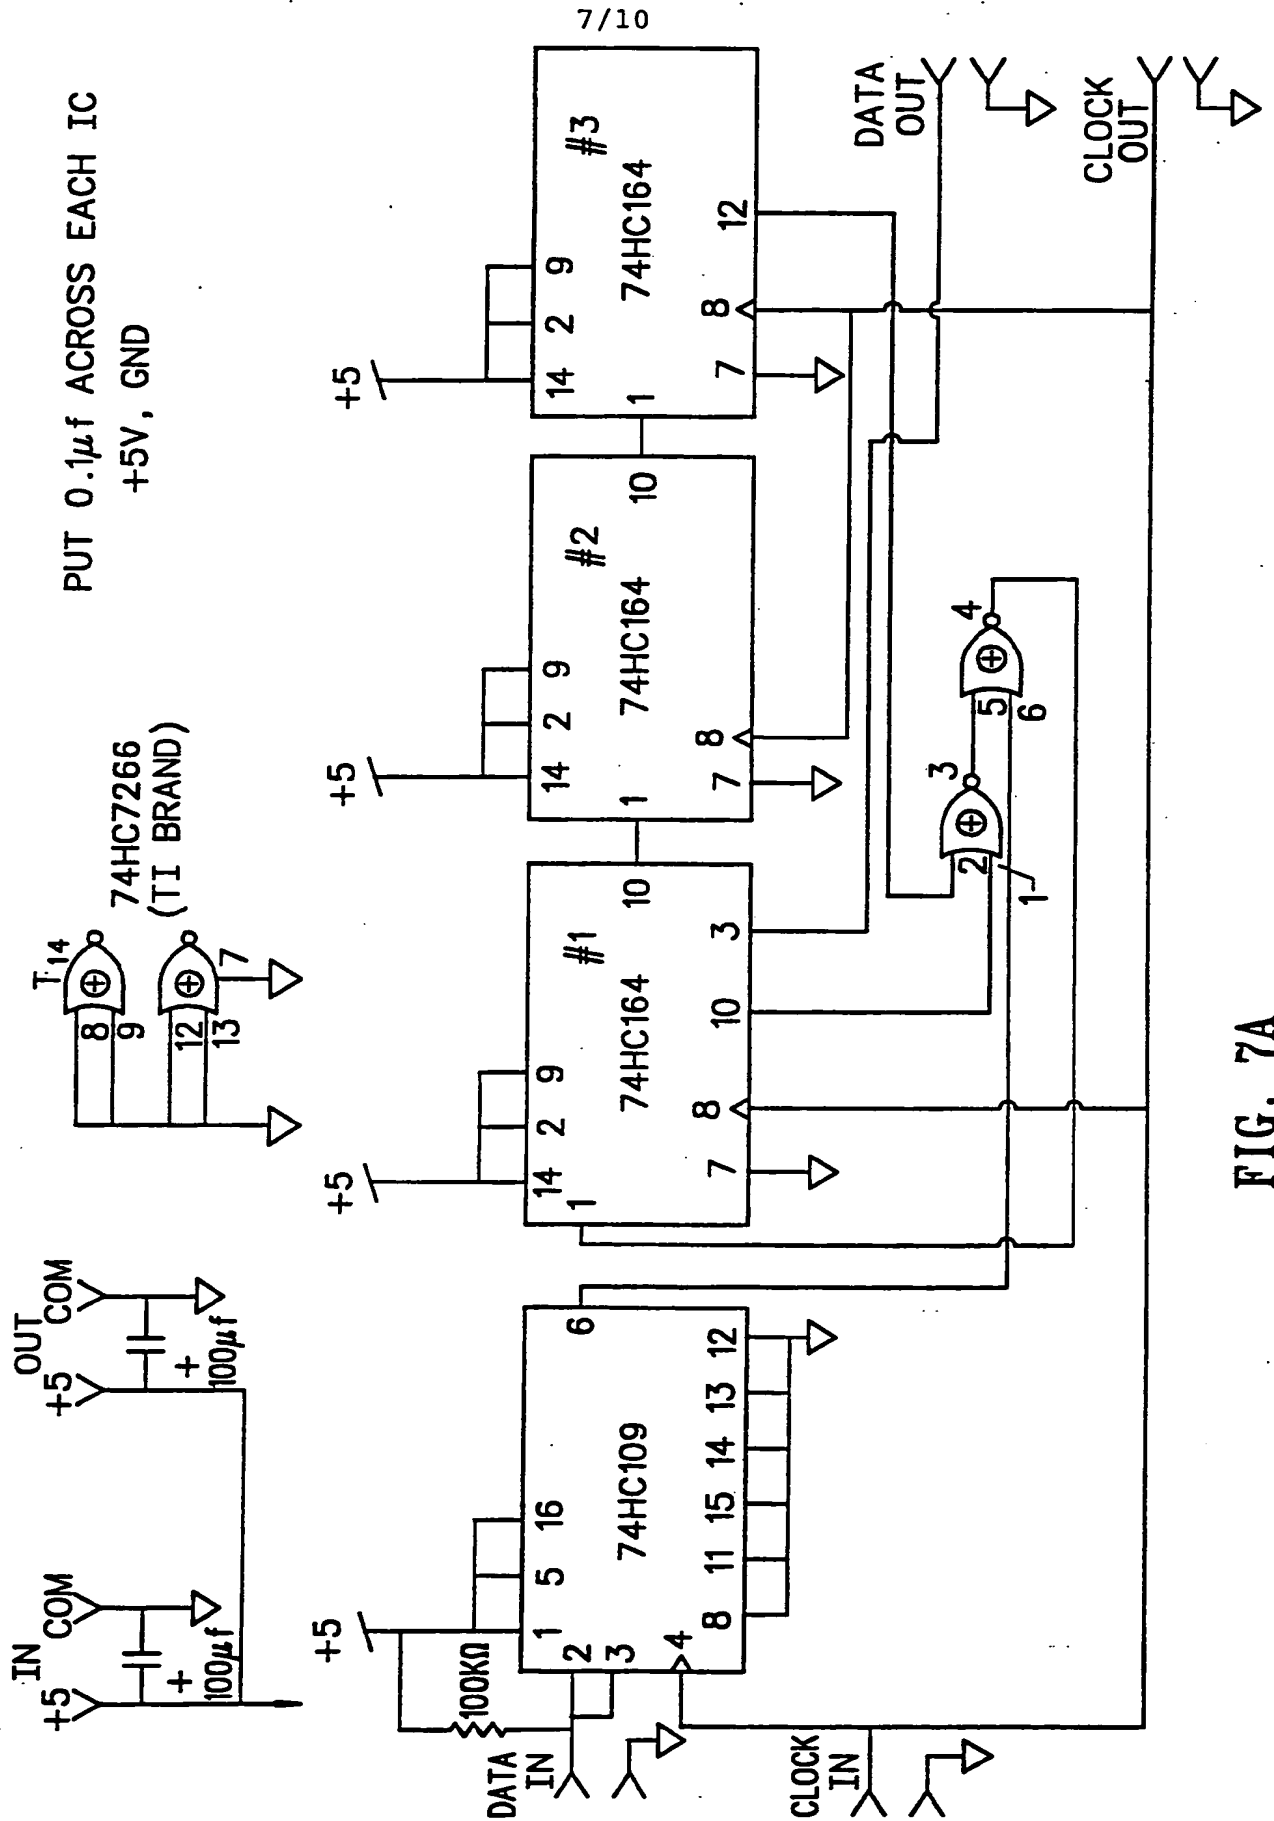 7/10
PUT 0.1μf ACROSS EACH IC
+5V, GND
IN
+5
COM
+
100μf
OUT
+5
COM
+
100μf
T
14
8
9
12
13
7
74HC7266
(TI BRAND)
+5
100KΩ
DATA
IN
CLOCK
IN
1
5
16
2
3
4
6
74HC109
8
11
15
14
13
12
+5
14
2
9
1
10
#1
74HC164
7
8
10
3
+5
14
2
9
1
10
#2
74HC164
7
8
+5
14
2
9
1
#3
74HC164
7
8
12
2
1
3
5
6
4
DATA
OUT
CLOCK
OUT
FIG. 7A